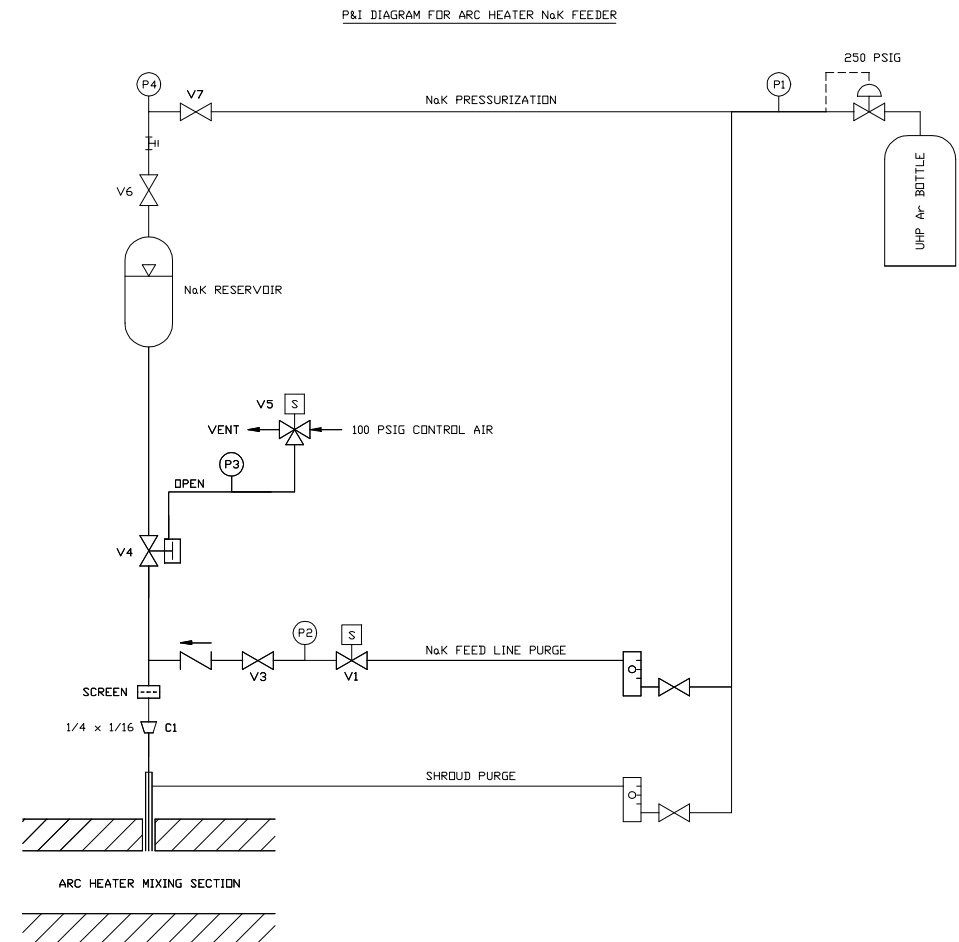 P&I DIAGRAM FOR ARC HEATER NaK FEEDER
250 PSIG
P4
V7
NaK PRESSURIZATION
P1
UHP Ar BOTTLE
V6
NaK RESERVOIR
V5
S
VENT
100 PSIG CONTROL AIR
P3
OPEN
V4
P2
S
NaK FEED LINE PURGE
V3
V1
SCREEN
1/4 x 1/16
C1
SHROUD PURGE
ARC HEATER MIXING SECTION